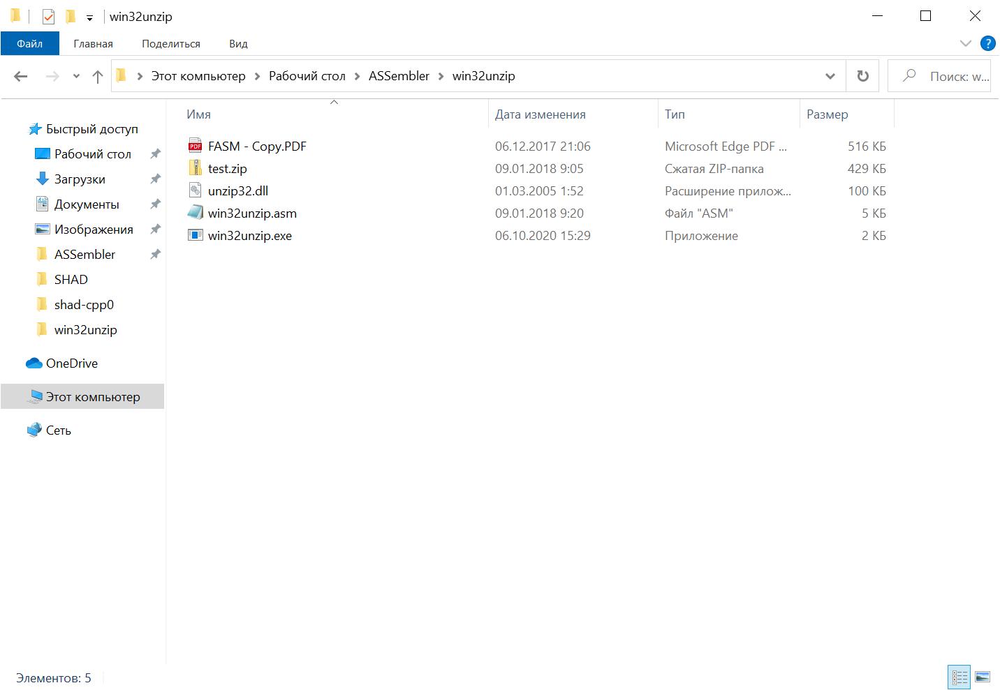 win32unzip
Файл Главная Поделиться Вид
Этот компьютер Рабочий стол ASSembler win32unzip Поиск: w...
Имя Дата изменения Тип Размер
FASM - Copy.PDF 06.12.2017 21:06 Microsoft Edge PDF ... 516 КБ
test.zip 09.01.2018 9:05 Сжатая ZIP-папка 429 КБ
unzip32.dll 01.03.2005 1:52 Расширение прилож... 100 КБ
win32unzip.asm 09.01.2018 9:20 Файл "ASM" 5 КБ
win32unzip.exe 06.10.2020 15:29 Приложение 2 КБ
Быстрый доступ
Рабочий стол
Загрузки
Документы
Изображения
ASSembler
SHAD
shad-cpp0
win32unzip
OneDrive
Этот компьютер
Сеть
Элементов: 5